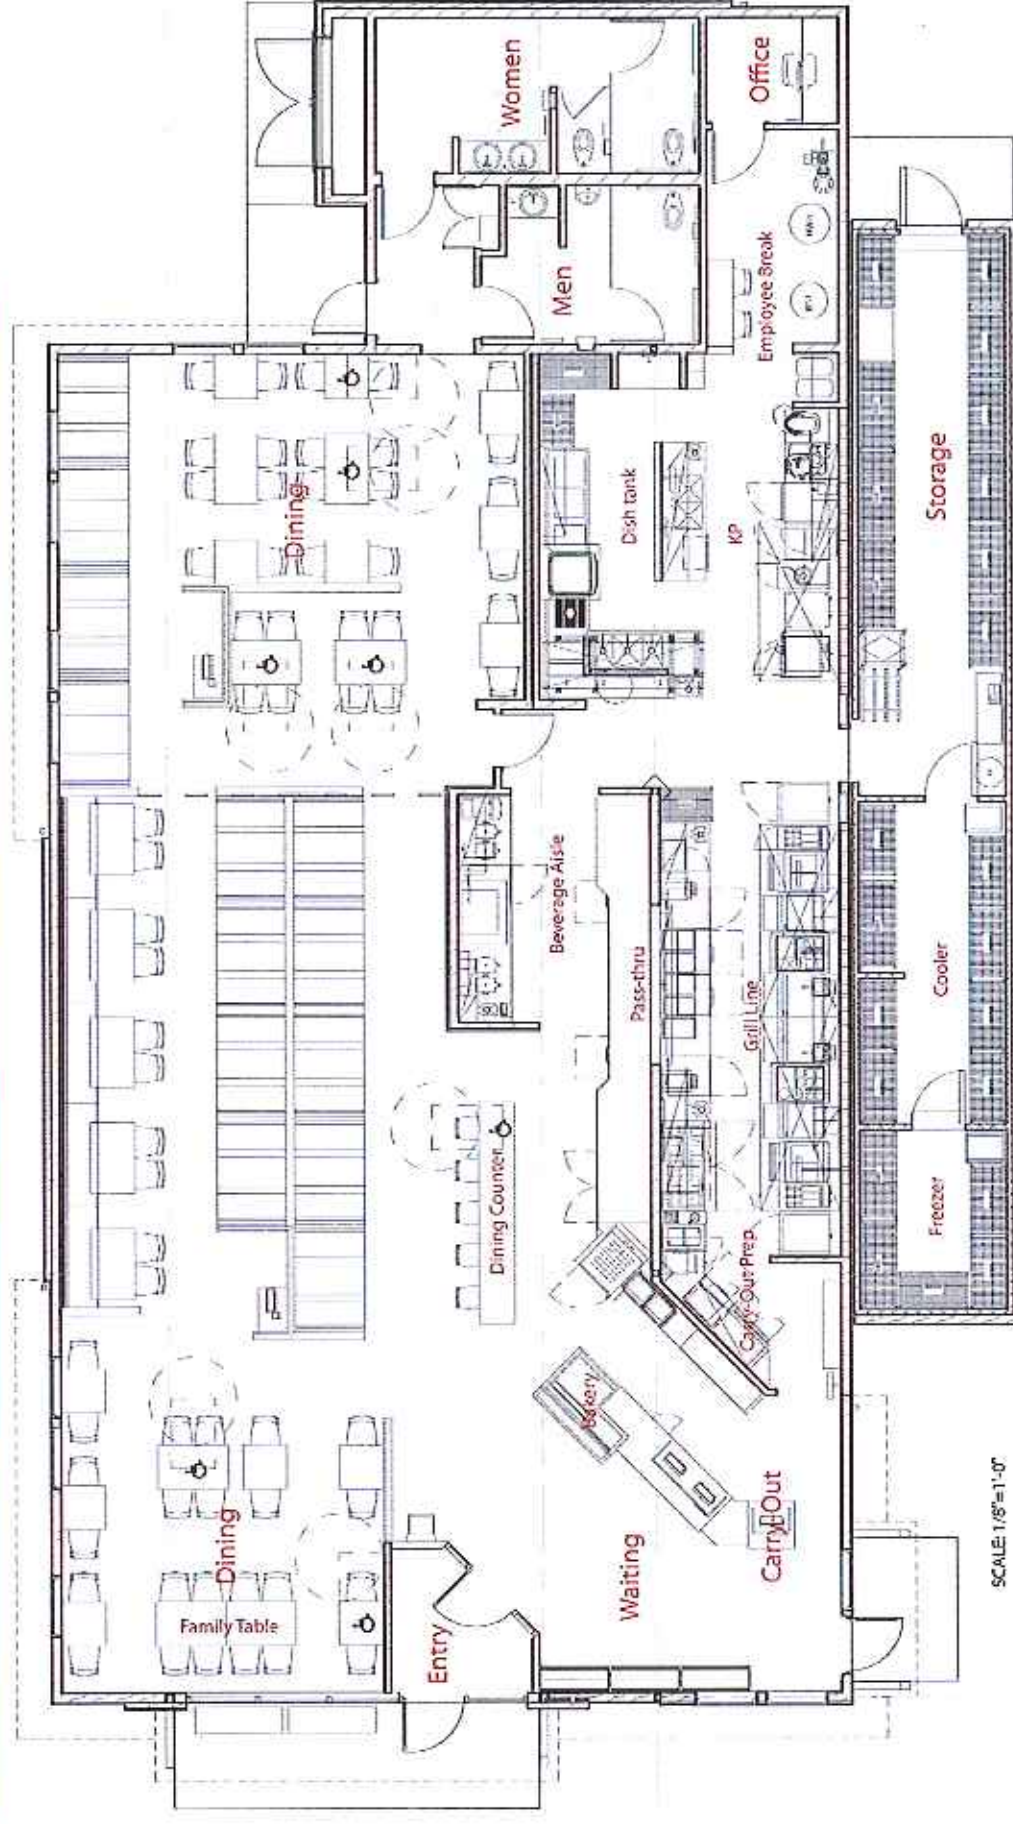 Women
Office
Men
Employee Break
Dining
Dish tank
KP
Storage
Beverage Aisle
Pass-thru
Grill Line
Cooler
Dining Counter
Carry-Out Prep
Freezer
Bakery
Dining
Family Table
Entry
Waiting
Carry-Out
SCALE: 1/8"=1'-0"